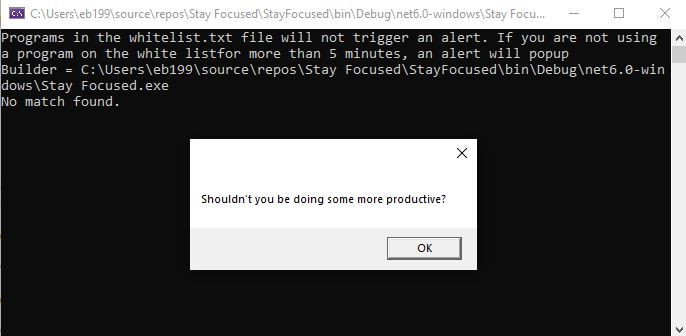 C:\Users\eb199\source\repos\Stay Focused\StayFocused\bin\Debug\net6.0-windows\Stay Focu...
Programs in the whitelist.txt file will not trigger an alert. If you are not using
a program on the white listfor more than 5 minutes, an alert will popup
Builder = C:\Users\eb199\source\repos\Stay Focused\StayFocused\bin\Debug\net6.0-win
dows\Stay Focused.exe
No match found.
Shouldn't you be doing some more productive?
OK